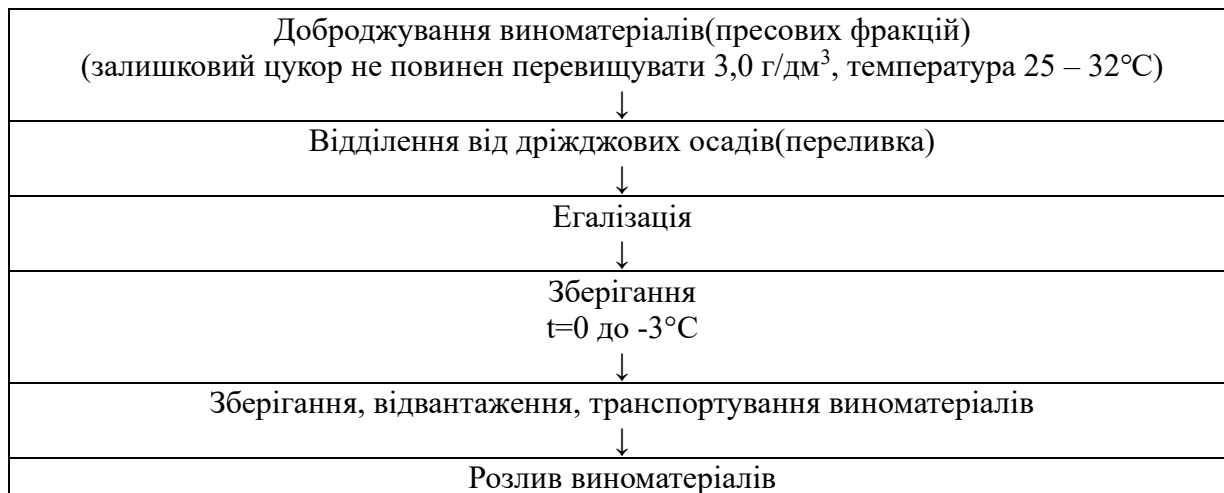 Доброджування виноматеріалів(пресових фракцій)
(залишковий цукор не повинен перевищувати 3,0 г/дм³, температура 25 – 32°С)
↓
Відділення від дріжджових осадів(переливка)
↓
Егалізація
↓
Зберігання
t=0 до -3°С
↓
Зберігання, відвантаження, транспортування виноматеріалів
↓
Розлив виноматеріалів